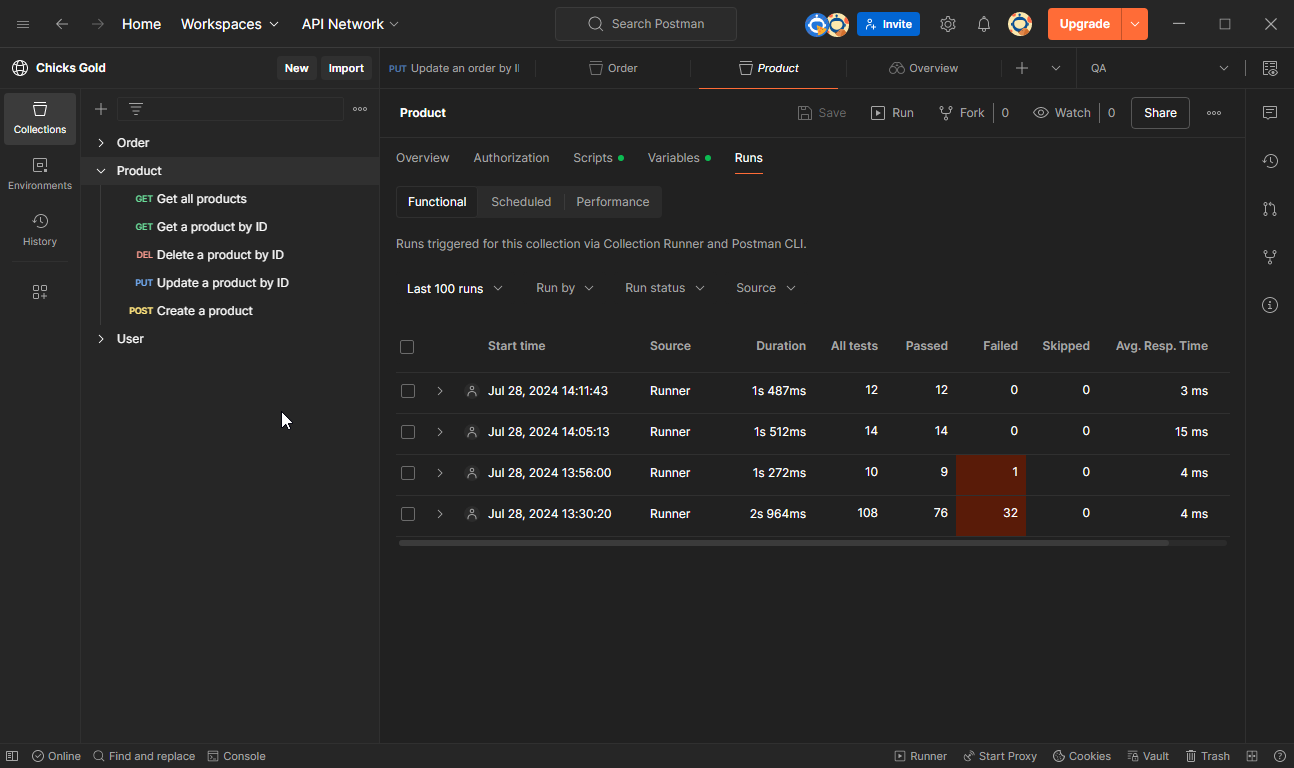 Home Workspaces API Network Search Postman Invite Upgrade
Chicks Gold New Import PUT Update an order by I Order Product Overview QA
Collections
Environments
History
Order
Product
GET Get all products
GET Get a product by ID
DEL Delete a product by ID
PUT Update a product by ID
POST Create a product
User
Product Save Run Fork 0 Watch 0 Share
Overview Authorization Scripts Variables Runs
Functional Scheduled Performance
Runs triggered for this collection via Collection Runner and Postman CLI.
Last 100 runs Run by Run status Source
Start time Source Duration All tests Passed Failed Skipped Avg. Resp. Time
Jul 28, 2024 14:11:43 Runner 1s 487ms 12 12 0 0 3 ms
Jul 28, 2024 14:05:13 Runner 1s 512ms 14 14 0 0 15 ms
Jul 28, 2024 13:56:00 Runner 1s 272ms 10 9 1 0 4 ms
Jul 28, 2024 13:30:20 Runner 2s 964ms 108 76 32 0 4 ms
Online Find and replace Console Runner Start Proxy Cookies Vault Trash